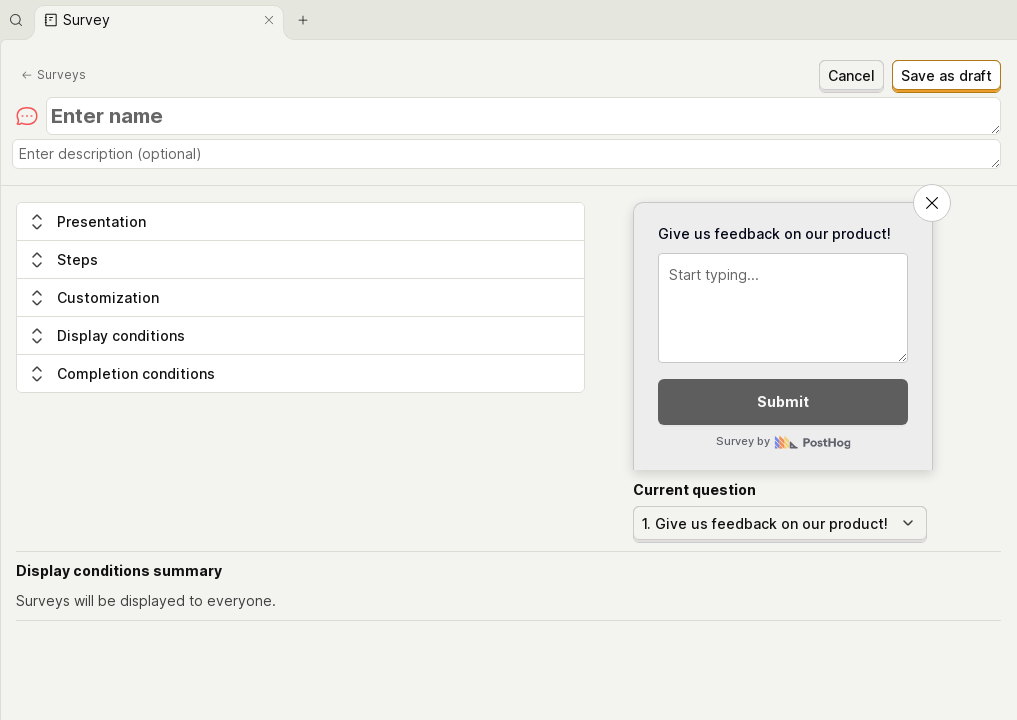 Survey
Surveys
Cancel
Save as draft
Enter name
Enter description (optional)
Presentation
Steps
Customization
Display conditions
Completion conditions
Give us feedback on our product!
Start typing...
Submit
Survey by PostHog
Current question
1. Give us feedback on our product!
Display conditions summary
Surveys will be displayed to everyone.